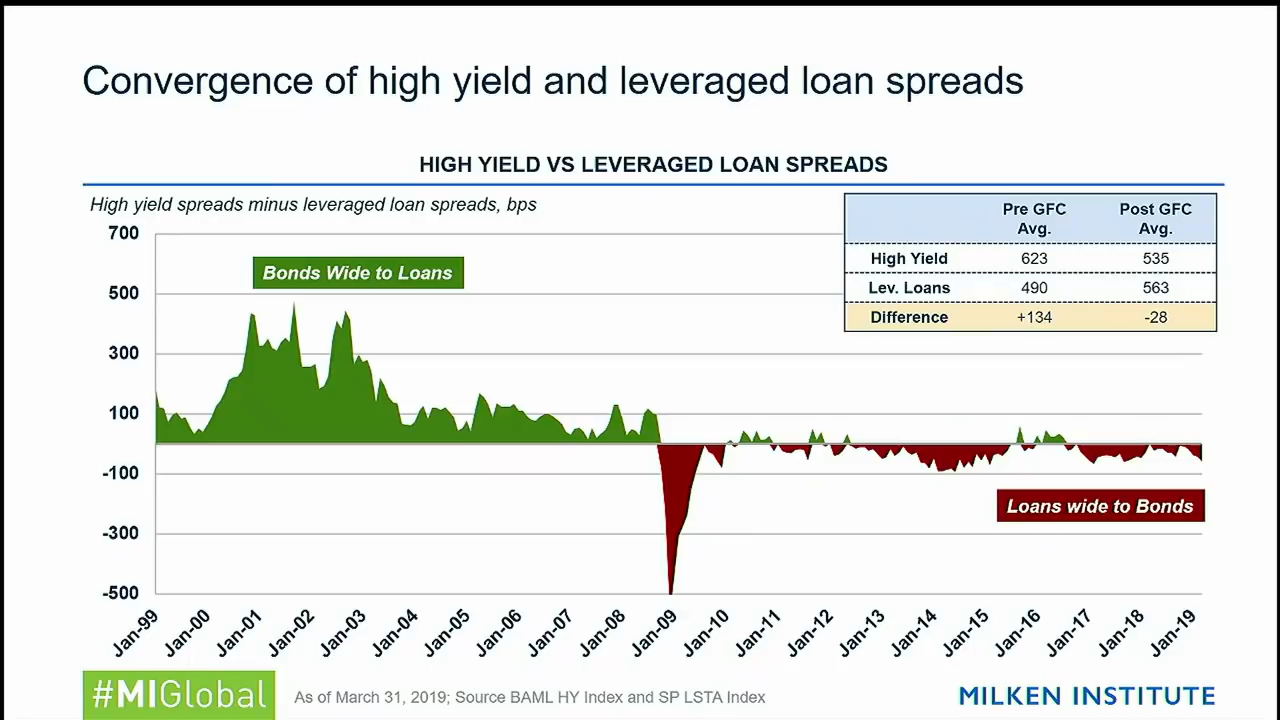 Convergence of high yield and leveraged loan spreads
HIGH YIELD VS LEVERAGED LOAN SPREADS
High yield spreads minus leveraged loan spreads, bps
Pre GFC Avg.
Post GFC Avg.
High Yield 623 535
Lev. Loans 490 563
Difference +134 -28
700
500
300
100
-100
-300
-500
Bonds Wide to Loans
Loans wide to Bonds
Jan-99 Jan-00 Jan-01 Jan-02 Jan-03 Jan-04 Jan-05 Jan-06 Jan-07 Jan-08 Jan-09 Jan-10 Jan-11 Jan-12 Jan-13 Jan-14 Jan-15 Jan-16 Jan-17 Jan-18 Jan-19
#MIGlobal
As of March 31, 2019; Source BAML HY Index and SP LSTA Index
MILKEN INSTITUTE